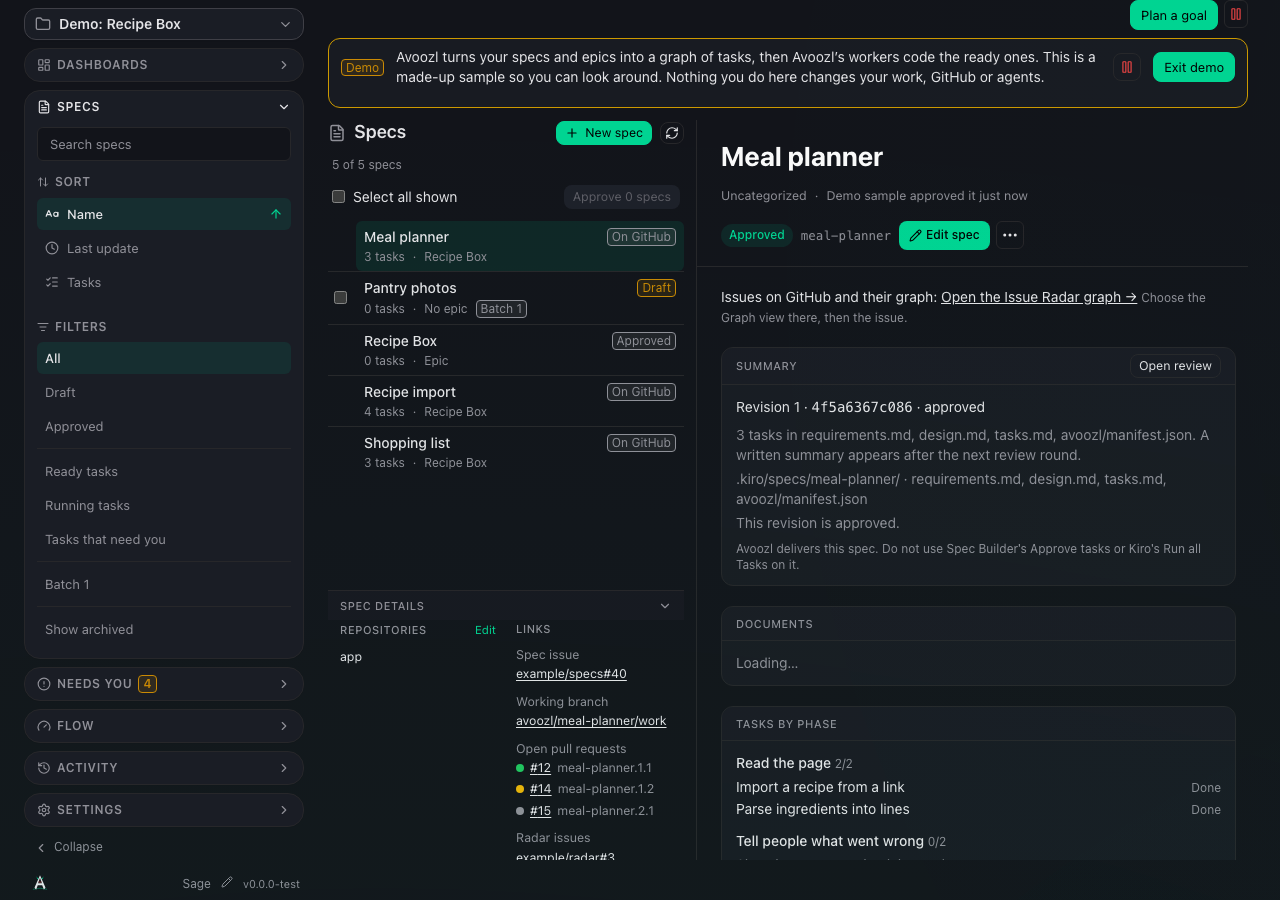 Demo: Recipe Box
Plan a goal
DASHBOARDS
Demo
Avoozl turns your specs and epics into a graph of tasks, then Avoozl's workers code the ready ones. This is a
made-up sample so you can look around. Nothing you do here changes your work, GitHub or agents.
Exit demo
SPECS
Search specs
SORT
Aa Name
Last update
Tasks
FILTERS
All
Draft
Approved
Ready tasks
Running tasks
Tasks that need you
Batch 1
Show archived
NEEDS YOU 4
FLOW
ACTIVITY
SETTINGS
Collapse
Sage
v0.0.0-test
Specs
+ New spec
5 of 5 specs
Select all shown
Approve 0 specs
Meal planner
On GitHub
3 tasks · Recipe Box
Pantry photos
Draft
0 tasks · No epic Batch 1
Recipe Box
Approved
0 tasks · Epic
Recipe import
On GitHub
4 tasks · Recipe Box
Shopping list
On GitHub
3 tasks · Recipe Box
SPEC DETAILS
REPOSITORIES
Edit
app
LINKS
Spec issue
example/specs#40
Working branch
avoozl/meal-planner/work
Open pull requests
#12 meal-planner.1.1
#14 meal-planner.1.2
#15 meal-planner.2.1
Radar issues
example/radar#3
Meal planner
Uncategorized · Demo sample approved it just now
Approved meal-planner Edit spec
Issues on GitHub and their graph: Open the Issue Radar graph → Choose the
Graph view there, then the issue.
SUMMARY
Open review
Revision 1 · 4f5a6367c086 · approved
3 tasks in requirements.md, design.md, tasks.md, avoozl/manifest.json. A
written summary appears after the next review round.
.kiro/specs/meal-planner/ · requirements.md, design.md, tasks.md,
avoozl/manifest.json
This revision is approved.
Avoozl delivers this spec. Do not use Spec Builder's Approve tasks or Kiro's Run all
Tasks on it.
DOCUMENTS
Loading...
TASKS BY PHASE
Read the page 2/2
Import a recipe from a link
Done
Parse ingredients into lines
Done
Tell people what went wrong 0/2